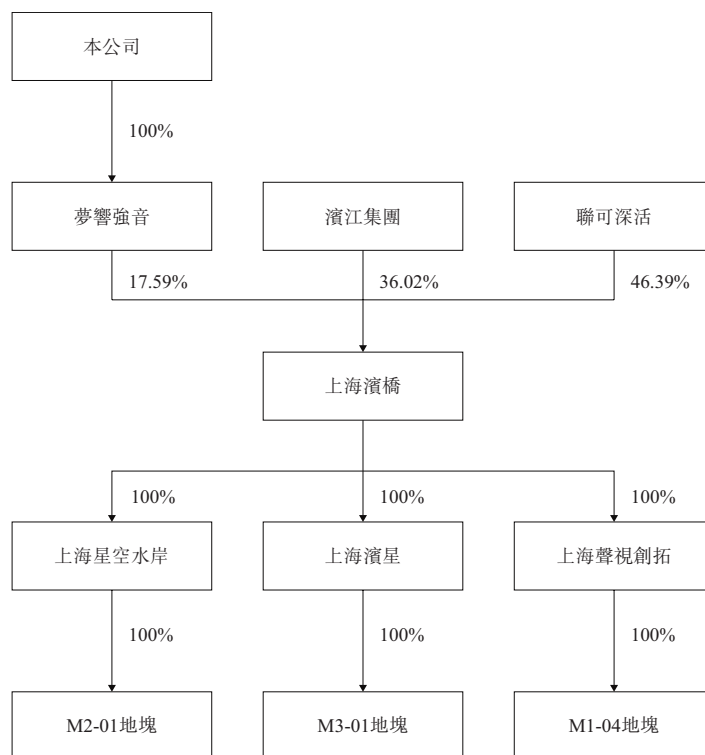 本公司
100%
夢響強音
濱江集團
聯可深活
17.59%
36.02%
46.39%
上海濱橋
100%
100%
100%
上海星空水岸
上海濱星
上海聲視創拓
100%
100%
100%
M2-01地塊
M3-01地塊
M1-04地塊